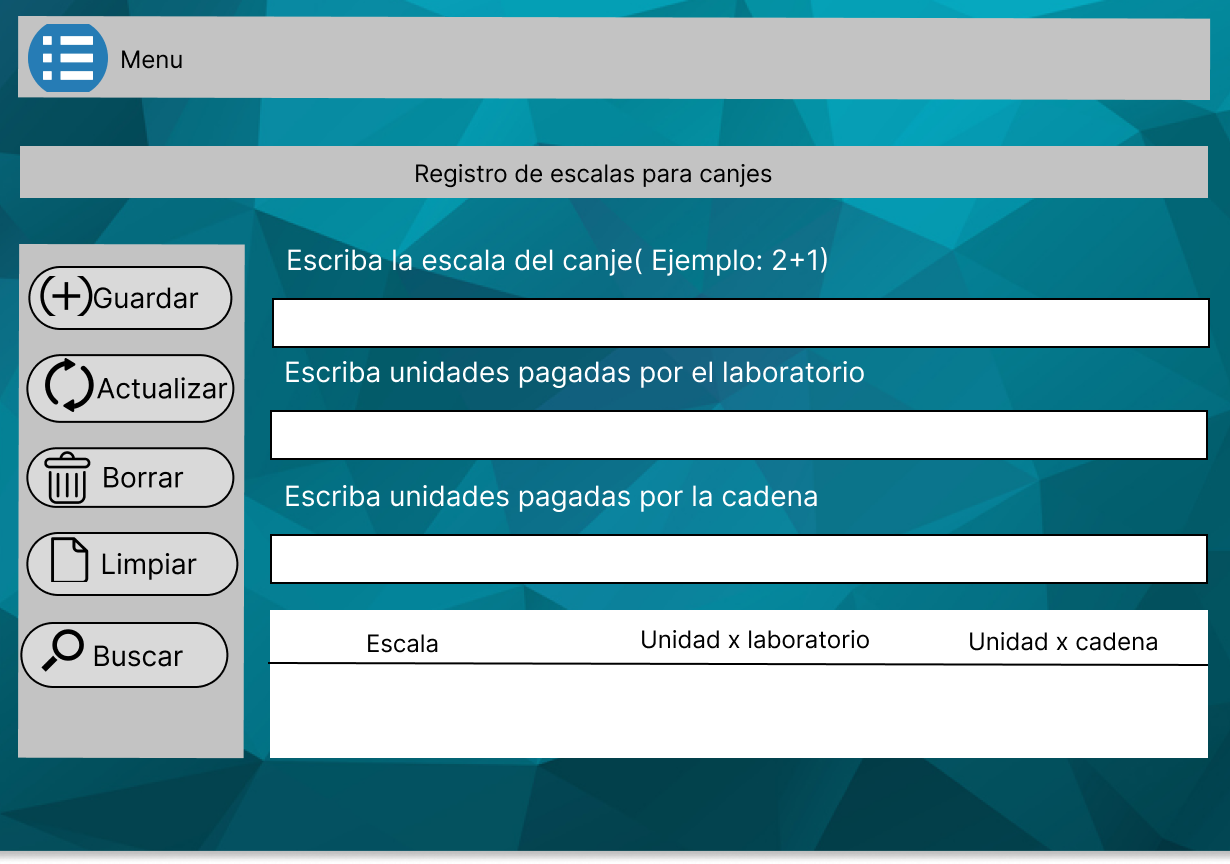 Menu
Registro de escalas para canjes
Guardar
Actualizar
Borrar
Limpiar
Buscar
Escriba la escala del canje( Ejemplo: 2+1)
Escriba unidades pagadas por el laboratorio
Escriba unidades pagadas por la cadena
Escala Unidad x laboratorio Unidad x cadena